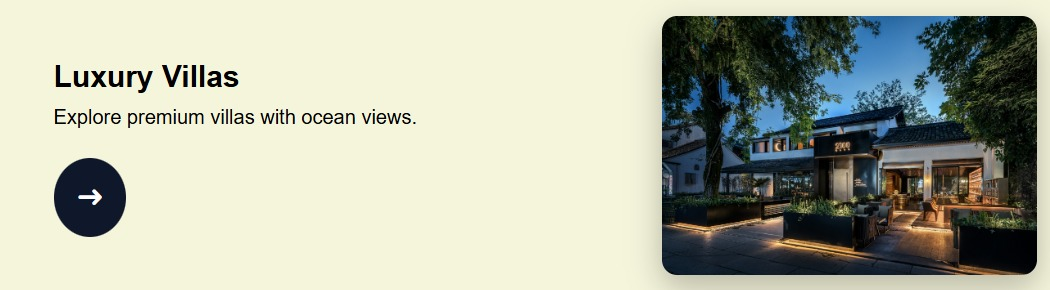 Luxury Villas
Explore premium villas with ocean views.